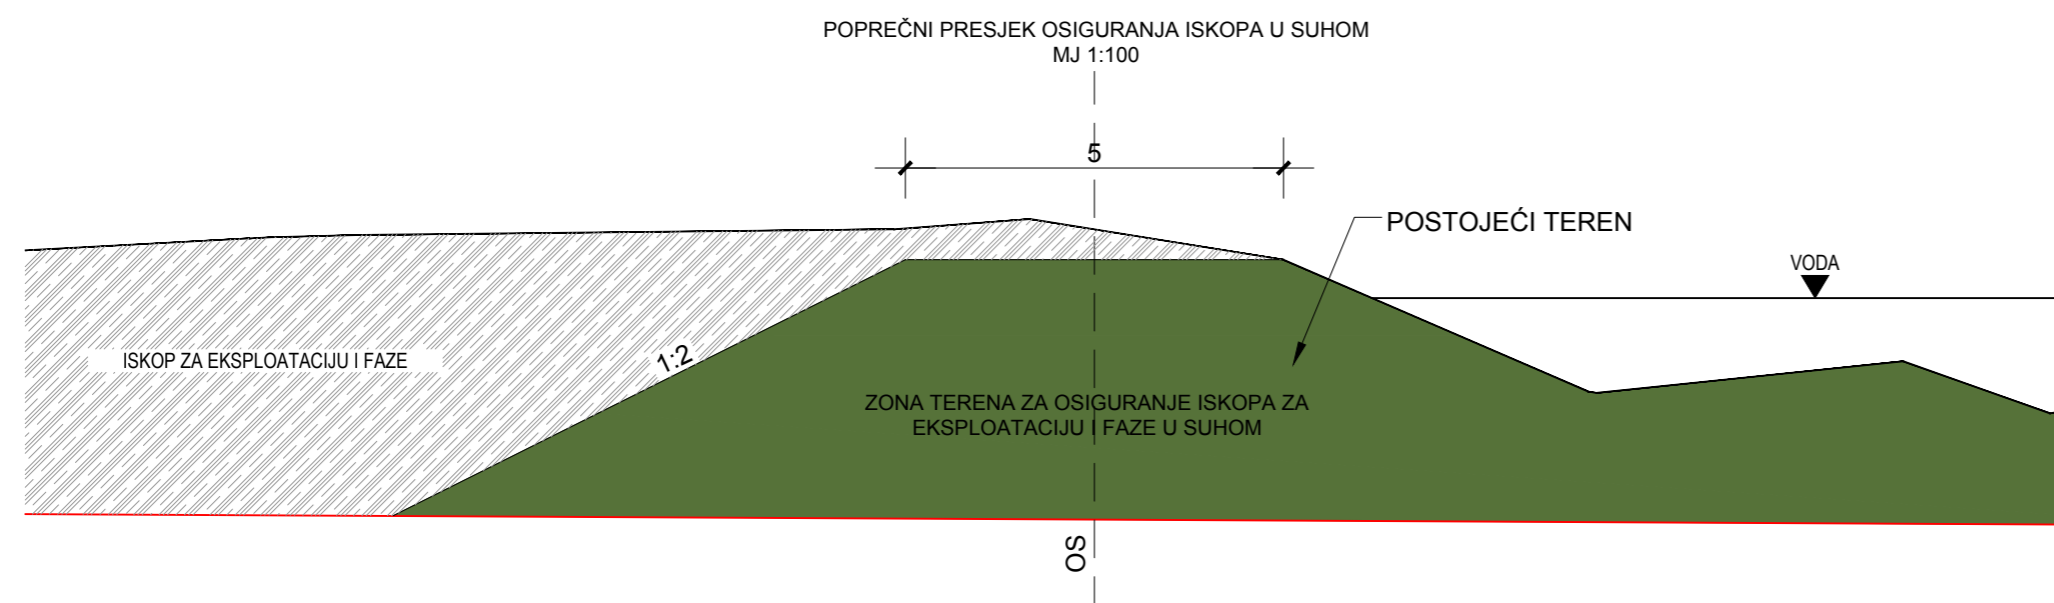 POPREČNI PRESJEK OSIGURANJA ISKOPA U SUHOM
MJ 1:100
5
POSTOJEĆI TEREN
VODA
ISKOP ZA EKSPLOATACIJU I FAZE
1:2
ZONA TERENA ZA OSIGURANJE ISKOPA ZA
EKSPLOATACIJU I FAZE U SUHOM
OS